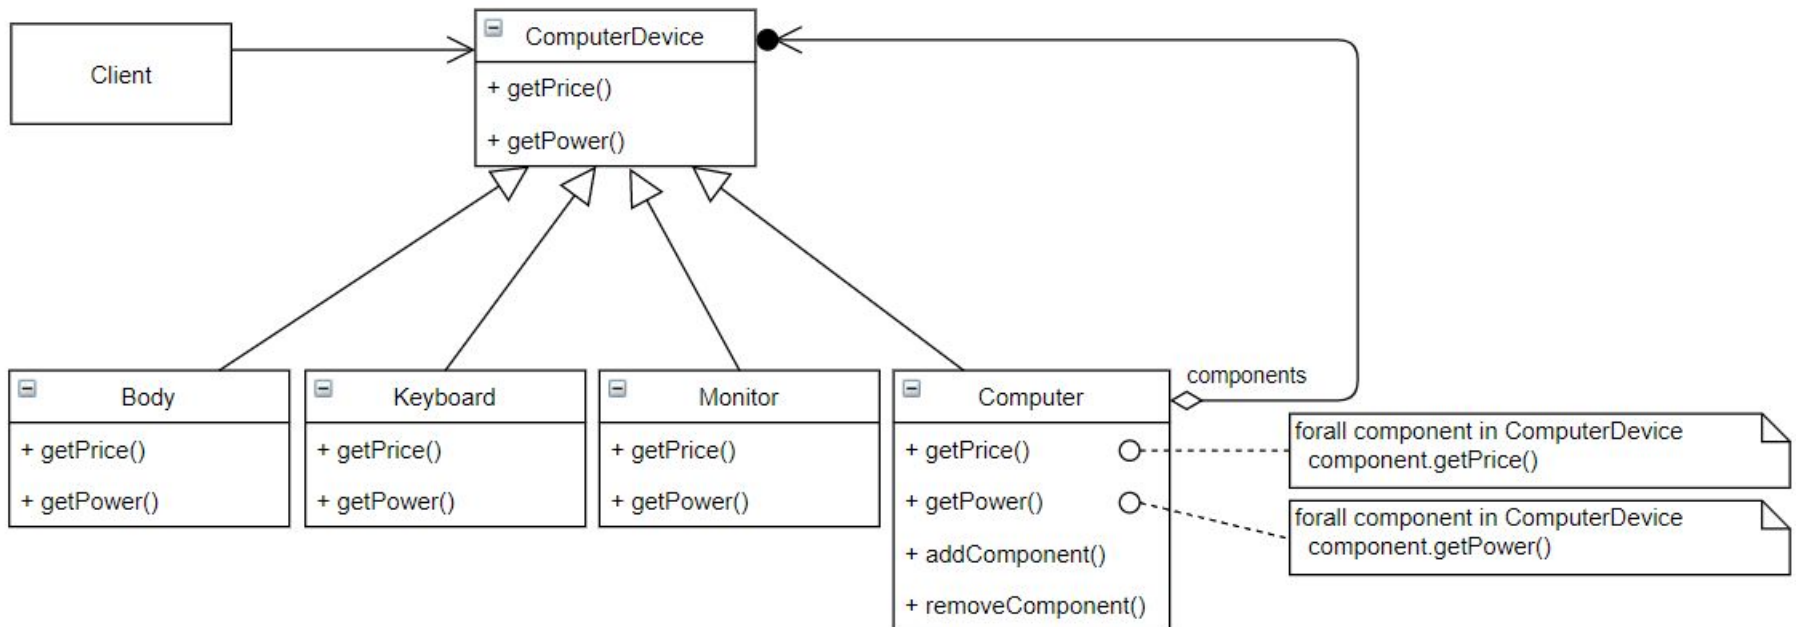 Client
ComputerDevice
+ getPrice()
+ getPower()
Body
+ getPrice()
+ getPower()
Keyboard
+ getPrice()
+ getPower()
Monitor
+ getPrice()
+ getPower()
Computer
+ getPrice()
+ getPower()
+ addComponent()
+ removeComponent()
components
forall component in ComputerDevice
component.getPrice()
forall component in ComputerDevice
component.getPower()